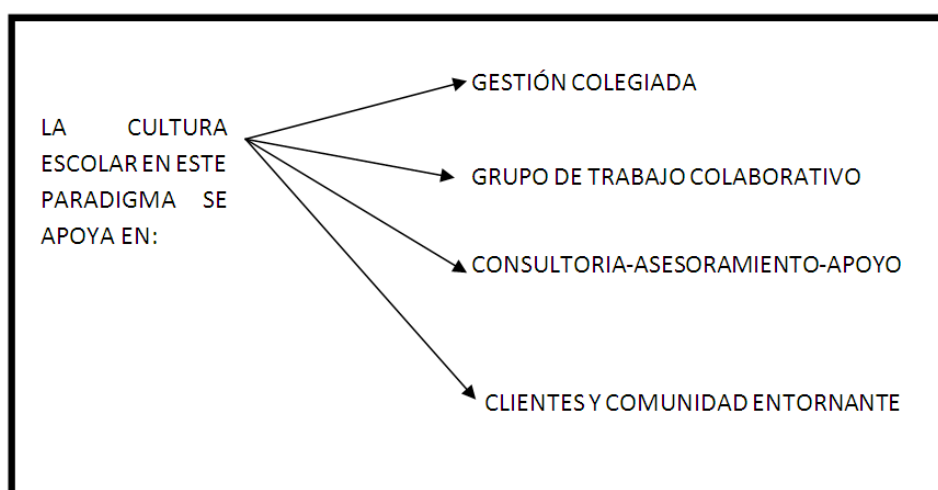 LA CULTURA
ESCOLAR EN ESTE
PARADIGMA SE
APOYA EN:
GESTIÓN COLEGIADA
GRUPO DE TRABAJO COLABORATIVO
CONSULTORIA-ASESORAMIENTO-APOYO
CLIENTES Y COMUNIDAD ENTORNANTE